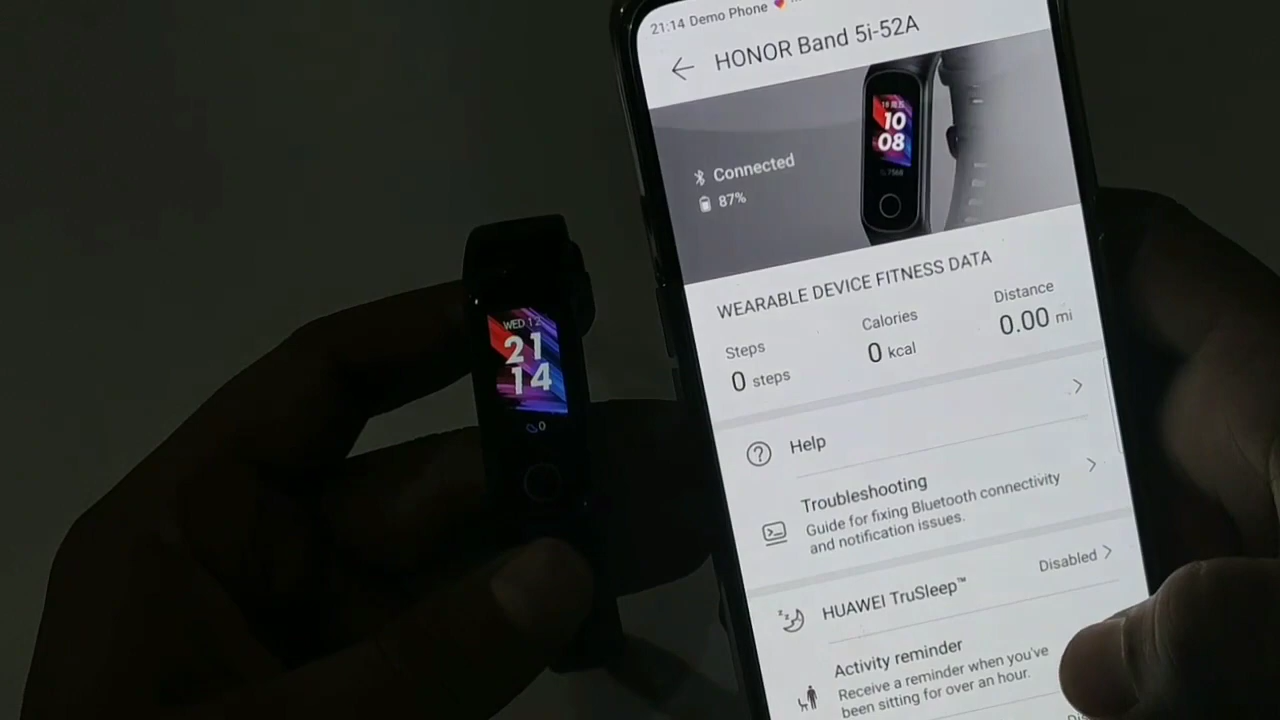 21:14 Demo Phone
HONOR Band 5i-52A
10
08
Connected
87%
WEARABLE DEVICE FITNESS DATA
Steps
0 steps
Calories
0 kcal
Distance
0.00 mi
Help
Troubleshooting
Guide for fixing Bluetooth connectivity
and notification issues.
HUAWEI TruSleep™
Disabled
Activity reminder
Receive a reminder when you've
been sitting for over an hour.
WED 12
21
14
0